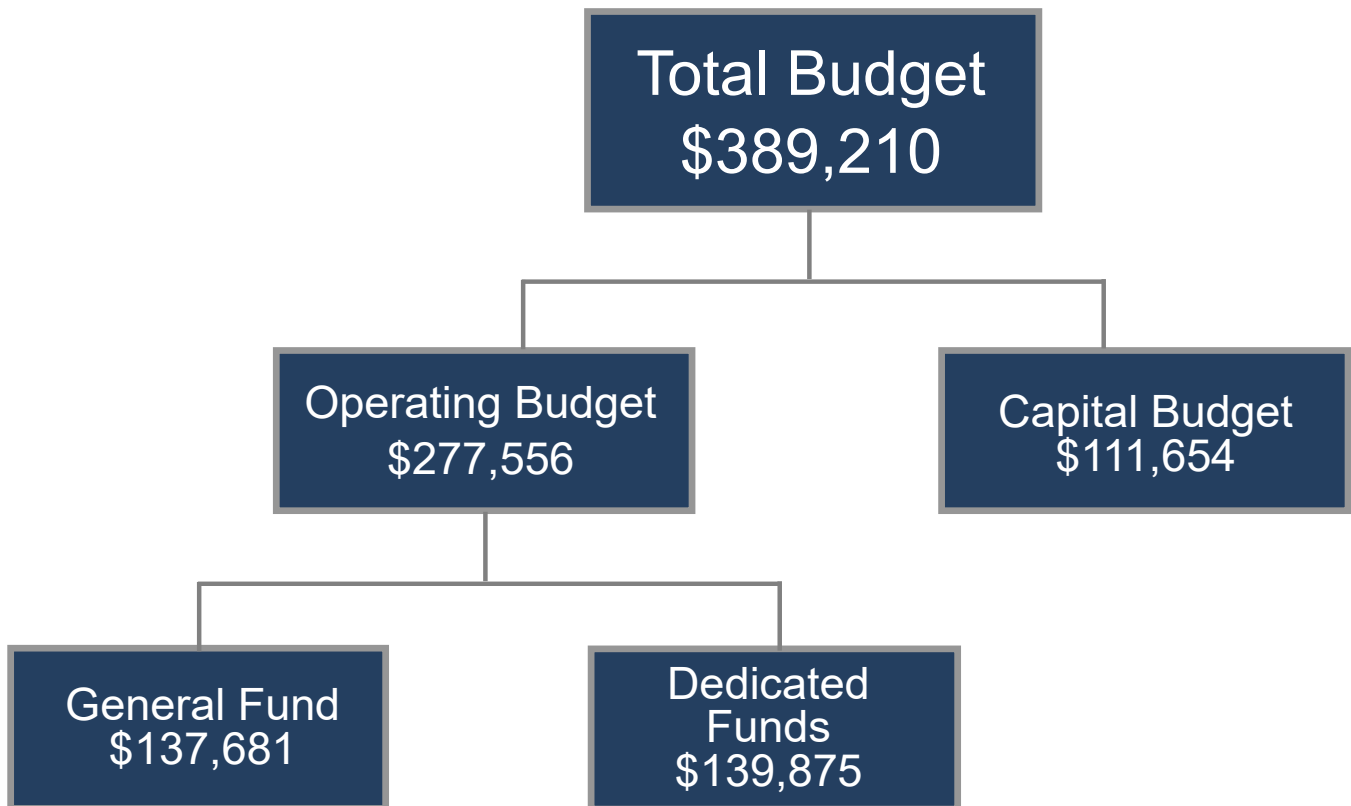 Total Budget
$389,210
Operating Budget
$277,556
Capital Budget
$111,654
General Fund
$137,681
Dedicated
Funds
$139,875